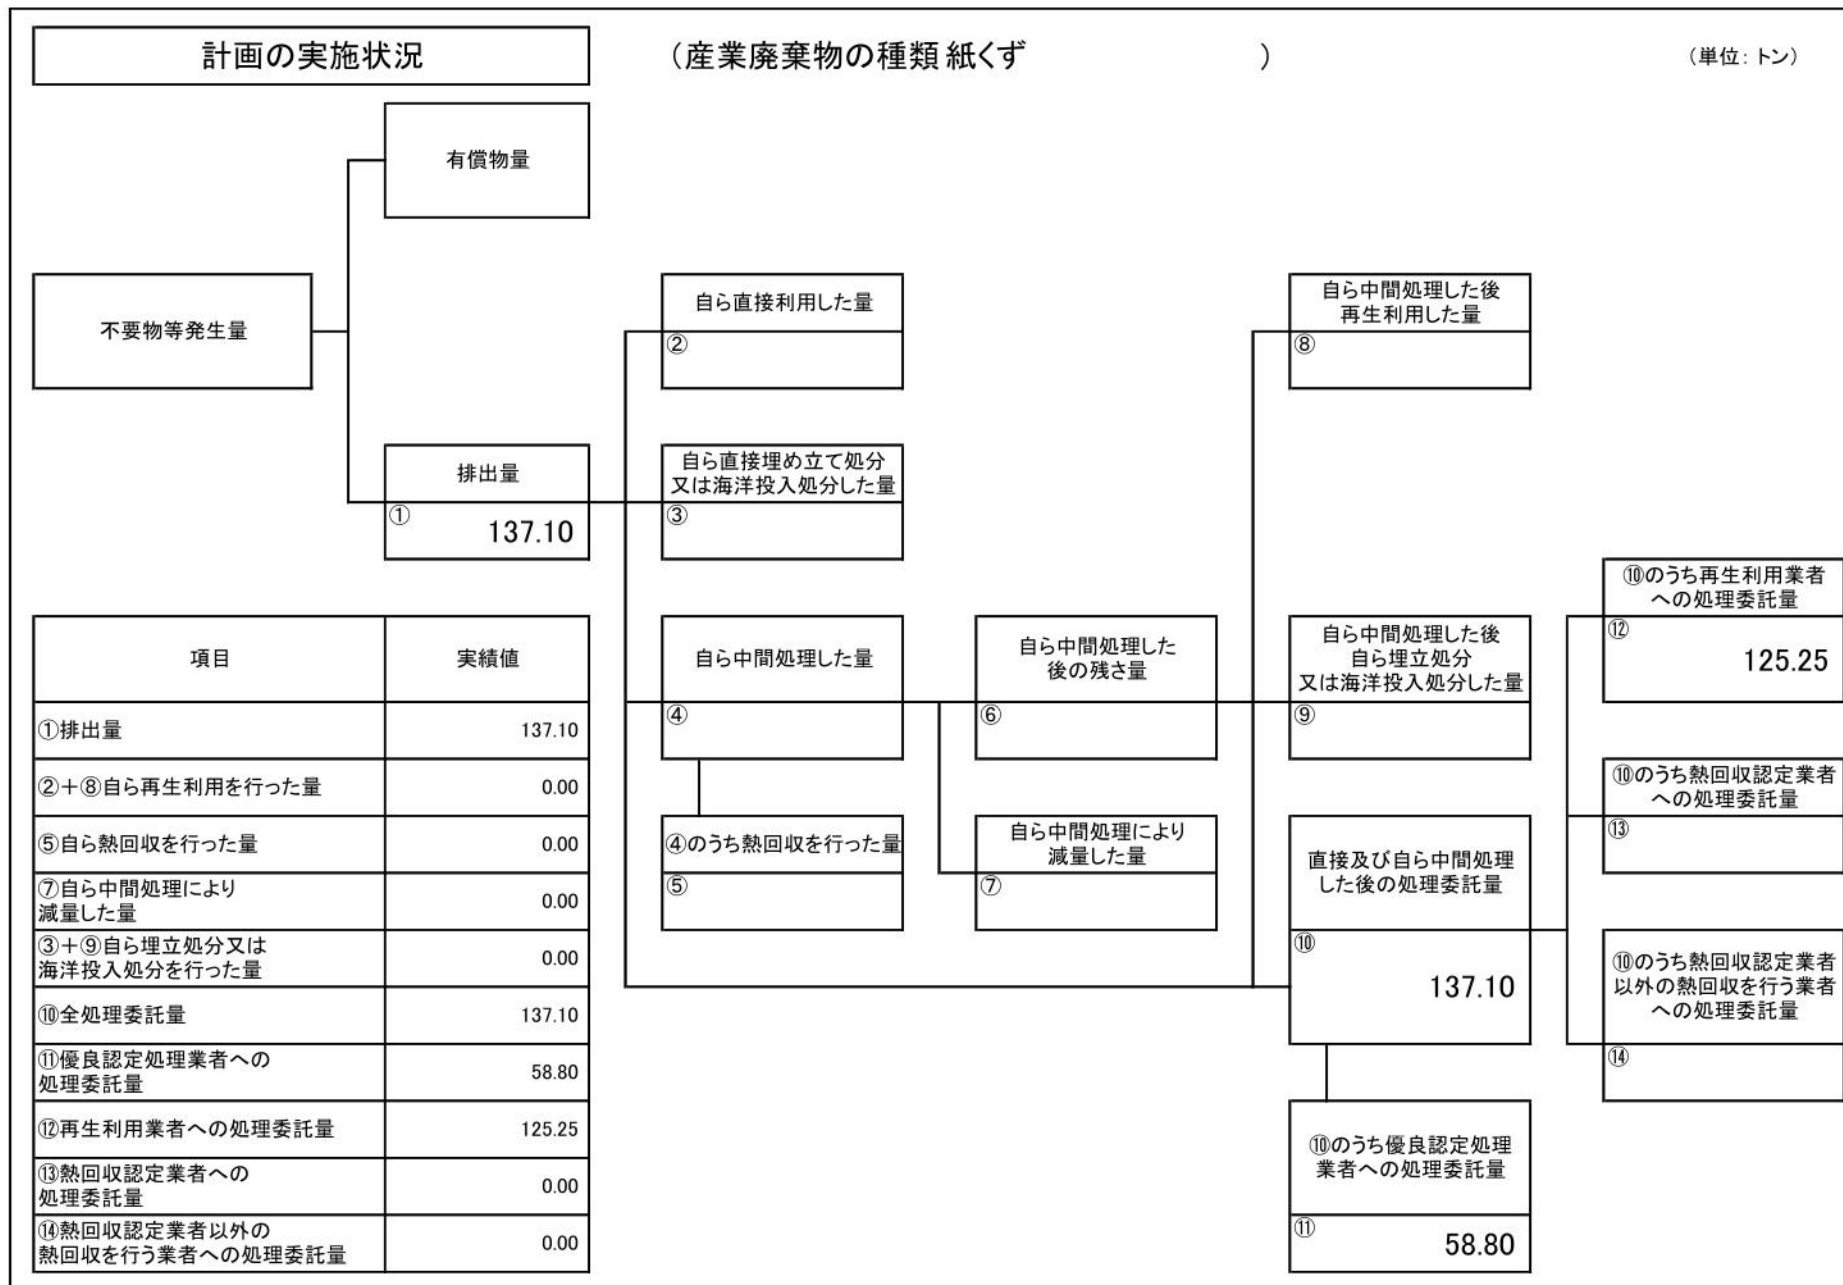 計画の実施状況
（産業廃棄物の種類 紙くず　　　　　　　）
（単位：トン）
有償物量
不要物等発生量
自ら直接利用した量
②
自ら中間処理した後
再生利用した量
⑧
排出量
①
137.10
自ら直接埋め立て処分
又は海洋投入処分した量
③
⑩のうち再生利用業者
への処理委託量
⑫
125.25
自ら中間処理した量
④
自ら中間処理した
後の残さ量
⑥
自ら中間処理した後
自ら埋立処分
又は海洋投入処分した量
⑨
⑩のうち熱回収認定業者
への処理委託量
⑬
④のうち熱回収を行った量
⑤
自ら中間処理により
減量した量
⑦
直接及び自ら中間処理
した後の処理委託量
⑩
137.10
⑩のうち熱回収認定業者
以外の熱回収を行う業者
への処理委託量
⑭
⑩のうち優良認定処理
業者への処理委託量
⑪
58.80
項目 実績値
①排出量 137.10
②＋⑧自ら再生利用を行った量 0.00
⑤自ら熱回収を行った量 0.00
⑦自ら中間処理により
減量した量 0.00
③＋⑨自ら埋立処分又は
海洋投入処分を行った量 0.00
⑩全処理委託量 137.10
⑪優良認定処理業者への
処理委託量 58.80
⑫再生利用業者への処理委託量 125.25
⑬熱回収認定業者への
処理委託量 0.00
⑭熱回収認定業者以外の
熱回収を行う業者への処理委託量 0.00